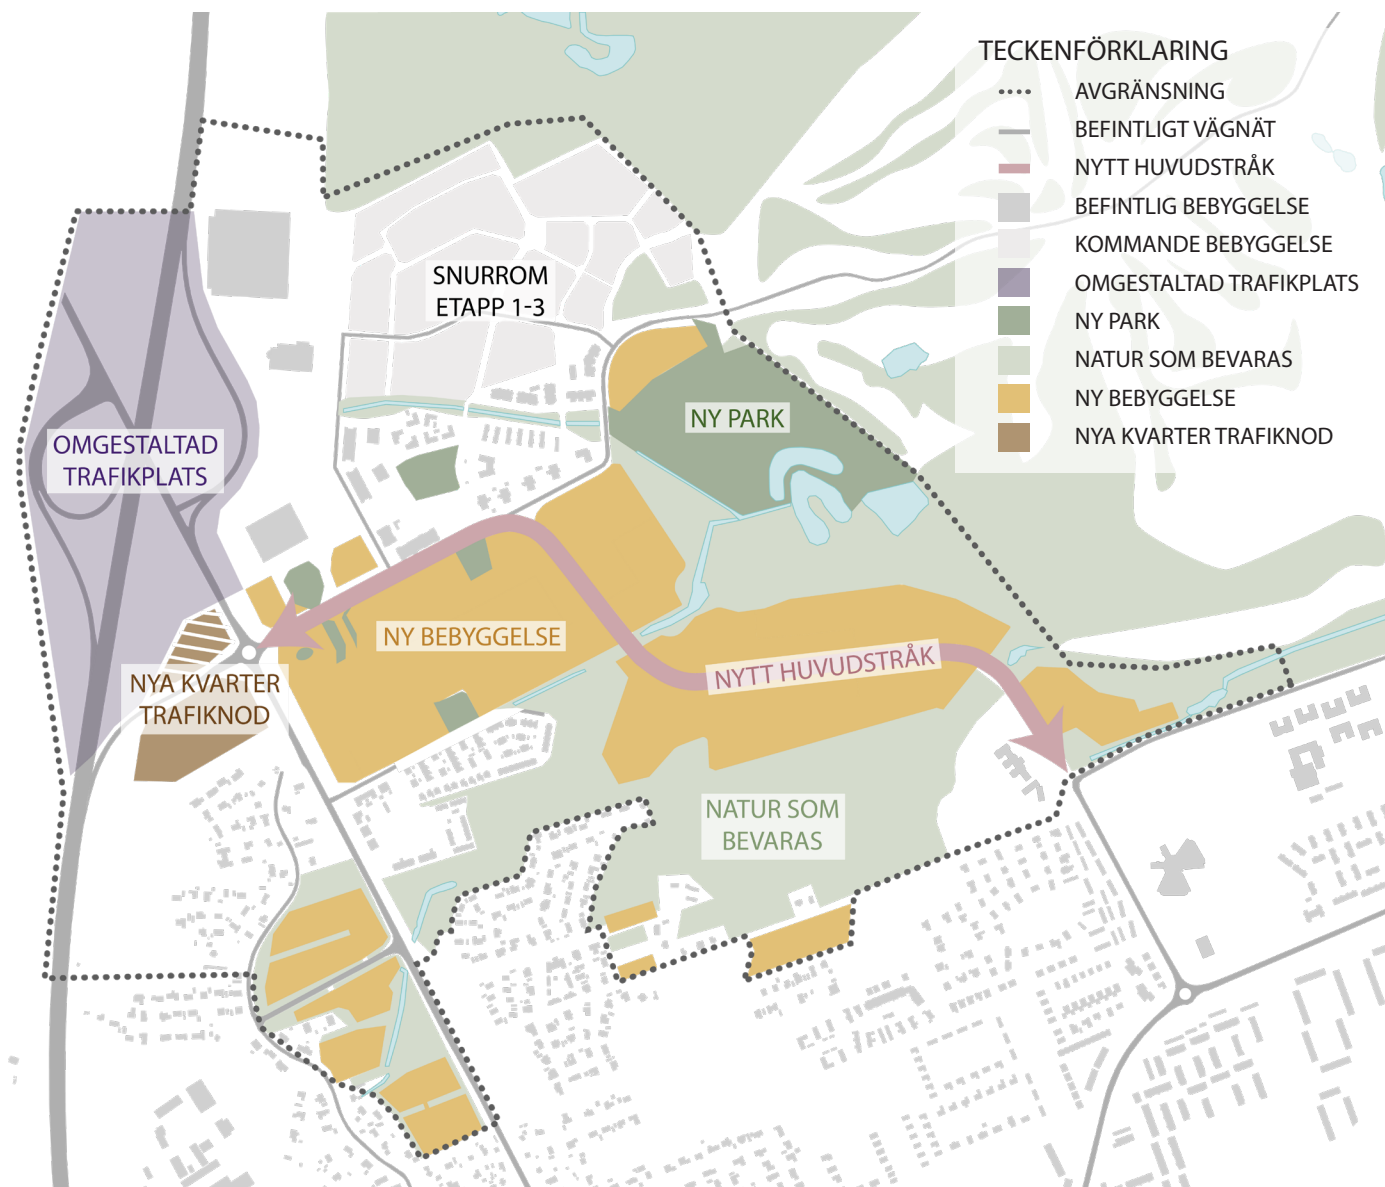 TECKENFÖRKLARING
AVGRÄNSNING
BEFINTLIGT VÄGNÄT
NYTT HUVUDSTRÅK
BEFINTLIG BEBYGGELSE
KOMMANDE BEBYGGELSE
OMGESTALTAD TRAFIKPLATS
NY PARK
NATUR SOM BEVARAS
NY BEBYGGELSE
NYA KVARTER TRAFIKNOD
SNURROM
ETAPP 1-3
NY PARK
OMGESTALTAD
TRAFIKPLATS
NY BEBYGGELSE
NYTT HUVUDSTRÅK
NYA KVARTER
TRAFIKNOD
NATUR SOM
BEVARAS